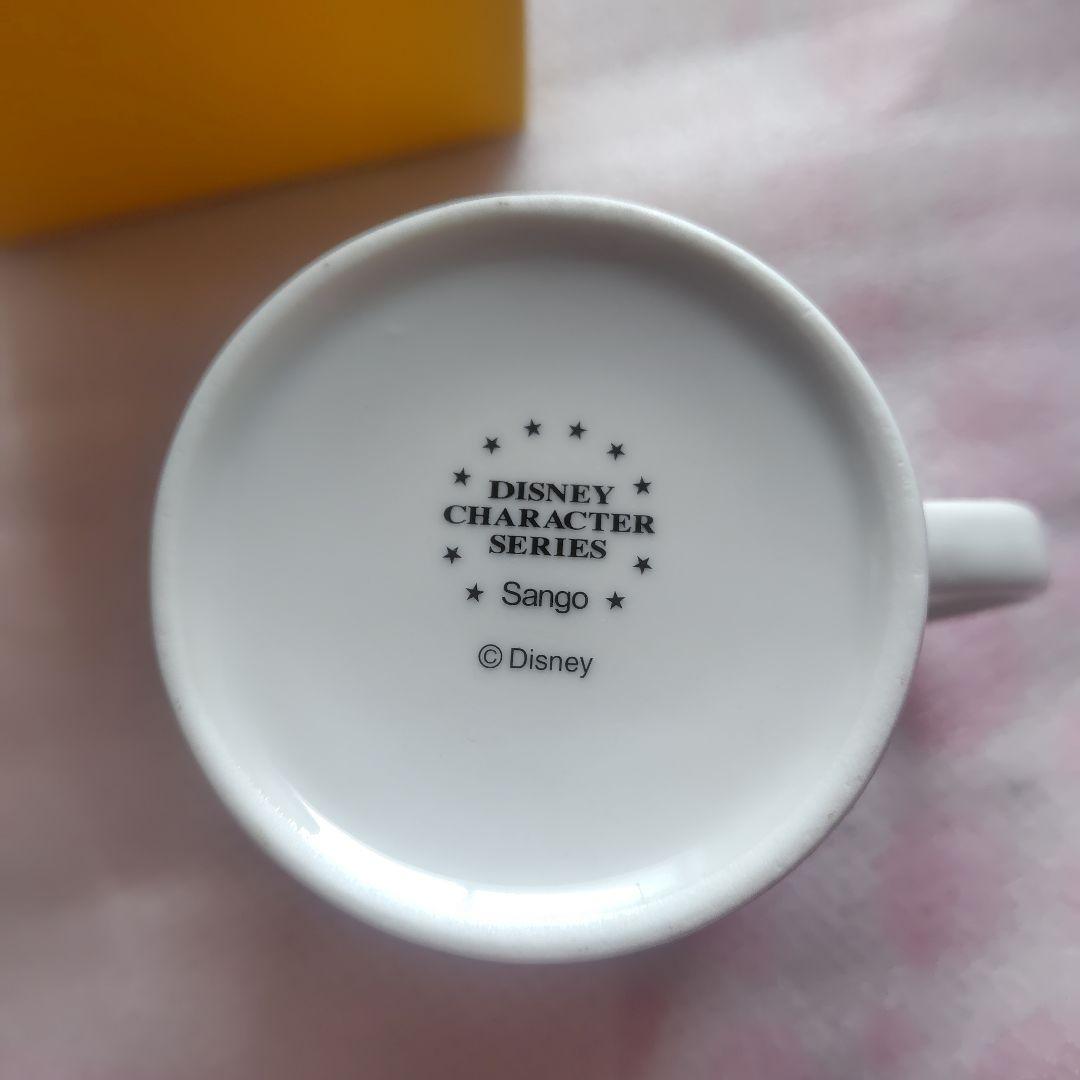 DISNEY
CHARACTER
SERIES
Sango
© Disney